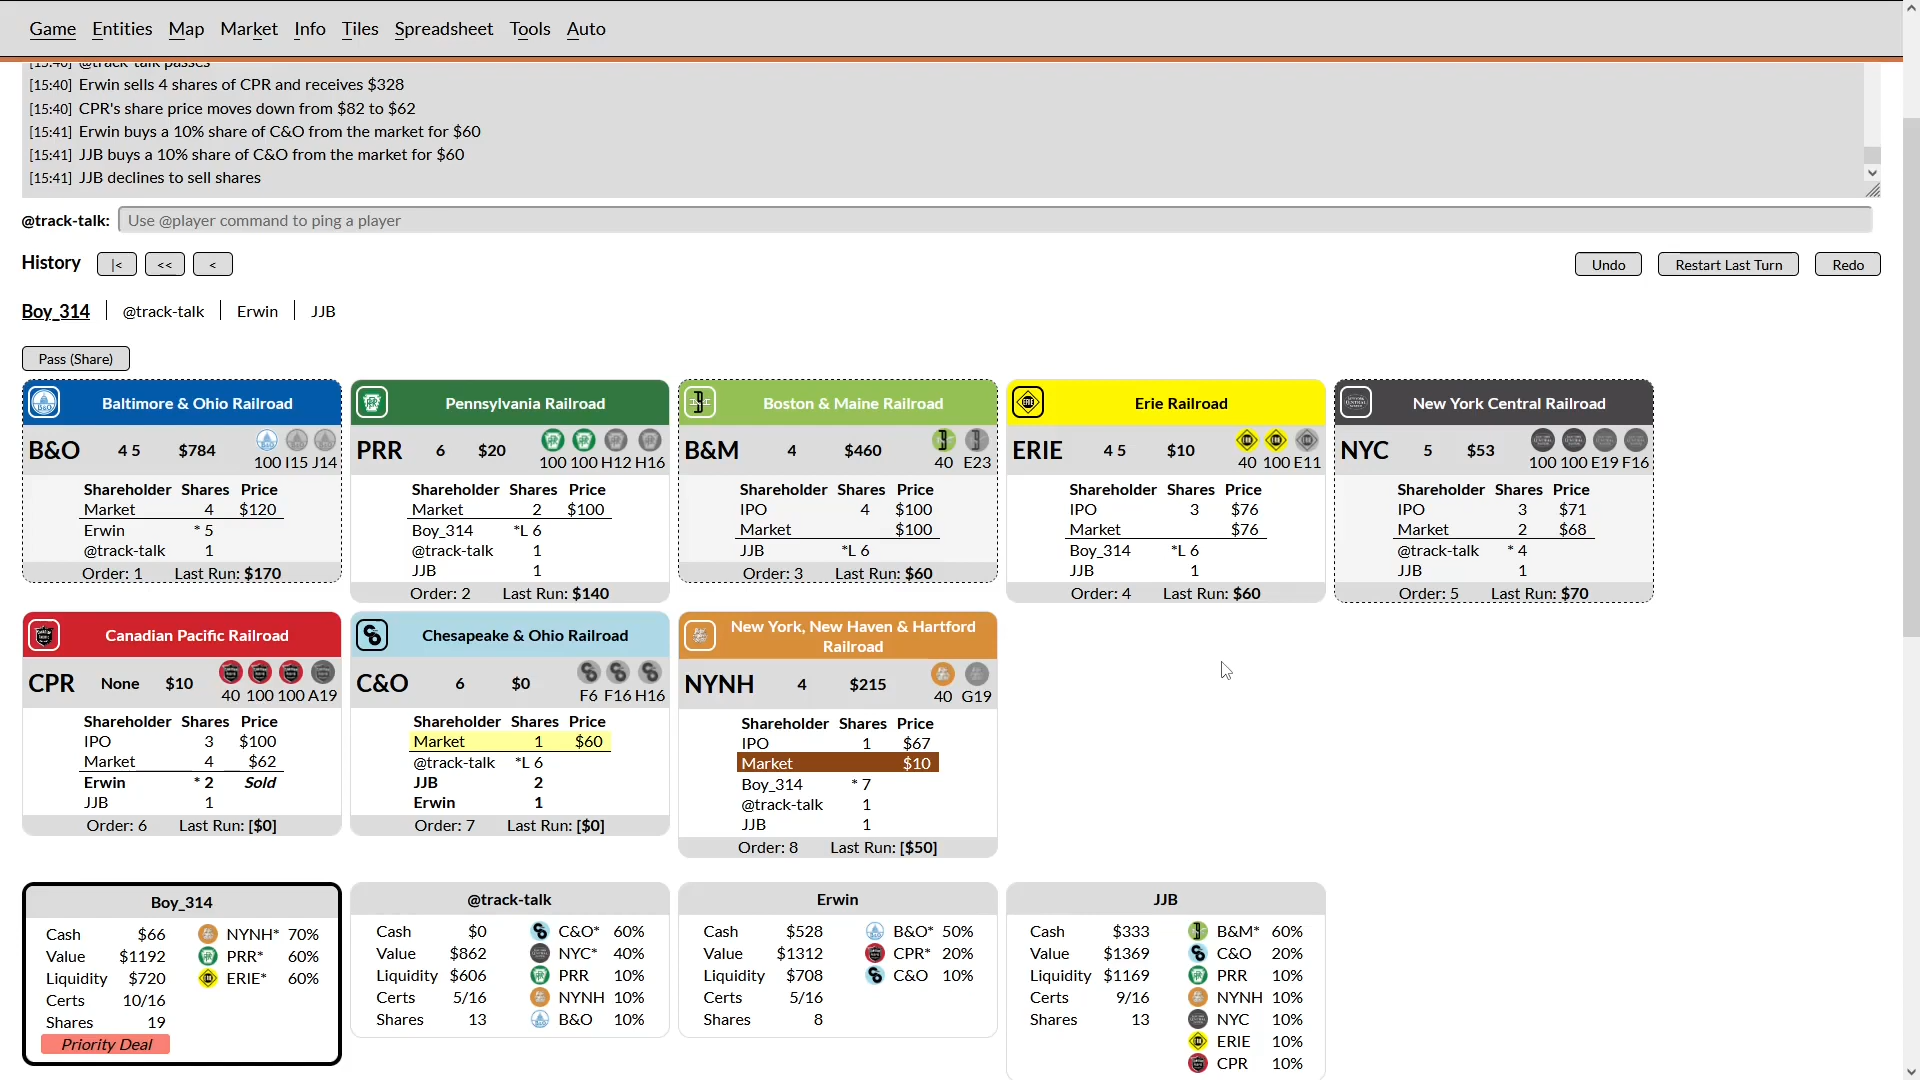 Game Entities Map Market Info Tiles Spreadsheet Tools Auto
[15:40] @track-talk passes
[15:40] Erwin sells 4 shares of CPR and receives $328
[15:40] CPR's share price moves down from $82 to $62
[15:41] Erwin buys a 10% share of C&O from the market for $60
[15:41] JJB buys a 10% share of C&O from the market for $60
[15:41] JJB declines to sell shares
@track-talk: Use @player command to ping a player
History |< << < Undo Restart Last Turn Redo
Boy_314 @track-talk Erwin JJB
Pass (Share)
Baltimore & Ohio Railroad
B&O 4 5 $784 100 I15 J14
Shareholder Shares Price
Market 4 $120
Erwin * 5
@track-talk 1
Order: 1 Last Run: $170
Pennsylvania Railroad
PRR 6 $20 100 100 H12 H16
Shareholder Shares Price
Market 2 $100
Boy_314 *L 6
@track-talk 1
JJB 1
Order: 2 Last Run: $140
Boston & Maine Railroad
B&M 4 $460 40 E23
Shareholder Shares Price
IPO 4 $100
Market $100
JJB *L 6
Order: 3 Last Run: $60
Erie Railroad
ERIE 4 5 $10 40 100 E11
Shareholder Shares Price
IPO 3 $76
Market $76
Boy_314 *L 6
JJB 1
Order: 4 Last Run: $60
New York Central Railroad
NYC 5 $53 100 100 E19 F16
Shareholder Shares Price
IPO 3 $71
Market 2 $68
@track-talk * 4
JJB 1
Order: 5 Last Run: $70
Canadian Pacific Railroad
CPR None $10 40 100 100 A19
Shareholder Shares Price
IPO 3 $100
Market 4 $62
Erwin * 2 Sold
JJB 1
Order: 6 Last Run: [$0]
Chesapeake & Ohio Railroad
C&O 6 $0 F6 F16 H16
Shareholder Shares Price
Market 1 $60
@track-talk *L 6
JJB 2
Erwin 1
Order: 7 Last Run: [$0]
New York, New Haven & Hartford
Railroad
NYNH 4 $215 40 G19
Shareholder Shares Price
IPO 1 $67
Market $10
Boy_314 * 7
@track-talk 1
JJB 1
Order: 8 Last Run: [$50]
Boy_314
Cash $66 NYNH* 70%
Value $1192 PRR* 60%
Liquidity $720 ERIE* 60%
Certs 10/16
Shares 19
Priority Deal
@track-talk
Cash $0 C&O* 60%
Value $862 NYC* 40%
Liquidity $606 PRR 10%
Certs 5/16 NYNH 10%
Shares 13 B&O 10%
Erwin
Cash $528 B&O* 50%
Value $1312 CPR* 20%
Liquidity $708 C&O 10%
Certs 5/16
Shares 8
JJB
Cash $333 B&M* 60%
Value $1369 C&O 20%
Liquidity $1169 PRR 10%
Certs 9/16 NYNH 10%
Shares 13 NYC 10%
ERIE 10%
CPR 10%